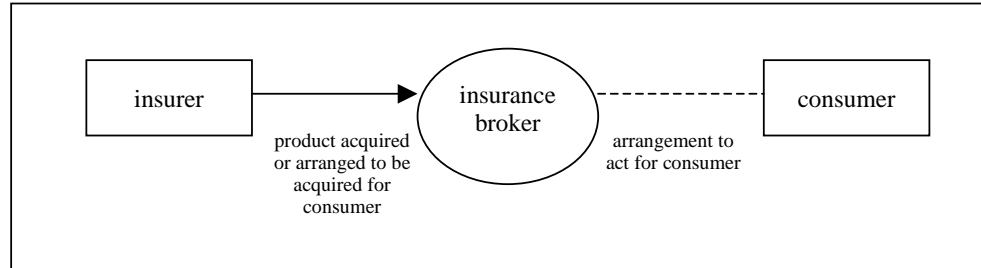 insurer
insurance
broker
consumer
product acquired
or arranged to be
acquired for
consumer
arrangement to
act for consumer